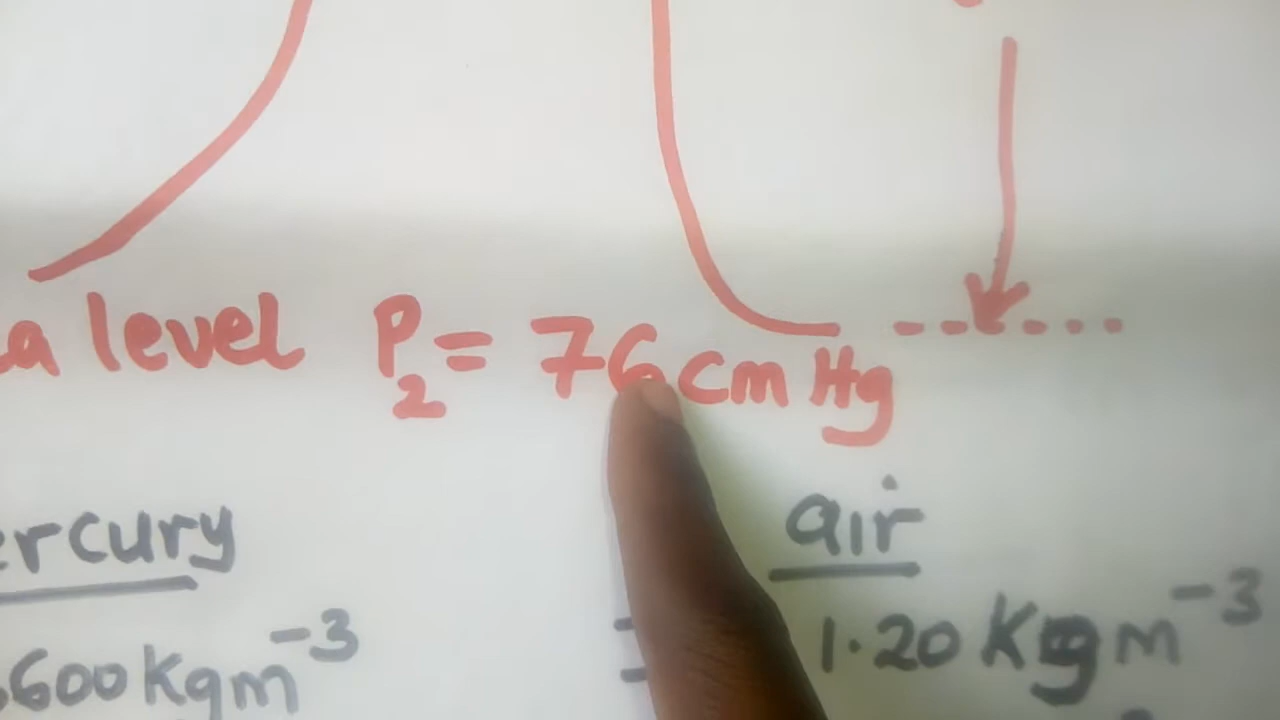 a level P2 = 76 cm Hg
ercury air
600 kgm⁻³ = 1.20 Kgm⁻³